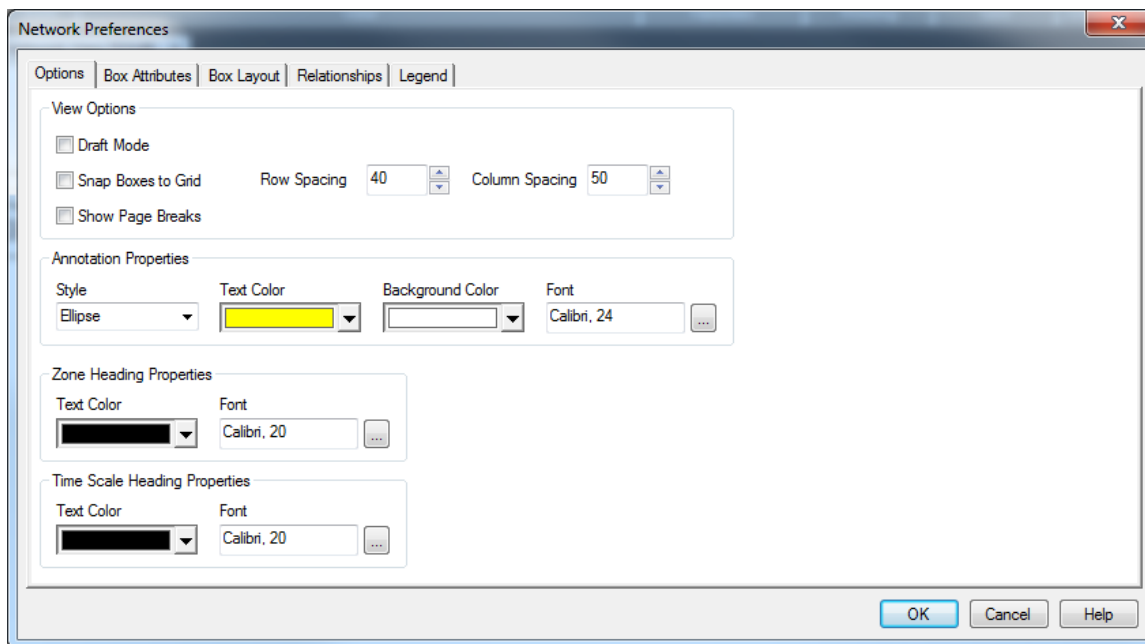 Network Preferences
Options Box Attributes Box Layout Relationships Legend
View Options
Draft Mode
Snap Boxes to Grid Row Spacing 40 Column Spacing 50
Show Page Breaks
Annotation Properties
Style Text Color Background Color Font
Ellipse Calibri, 24 ...
Zone Heading Properties
Text Color Font
Calibri, 20 ...
Time Scale Heading Properties
Text Color Font
Calibri, 20 ...
OK Cancel Help